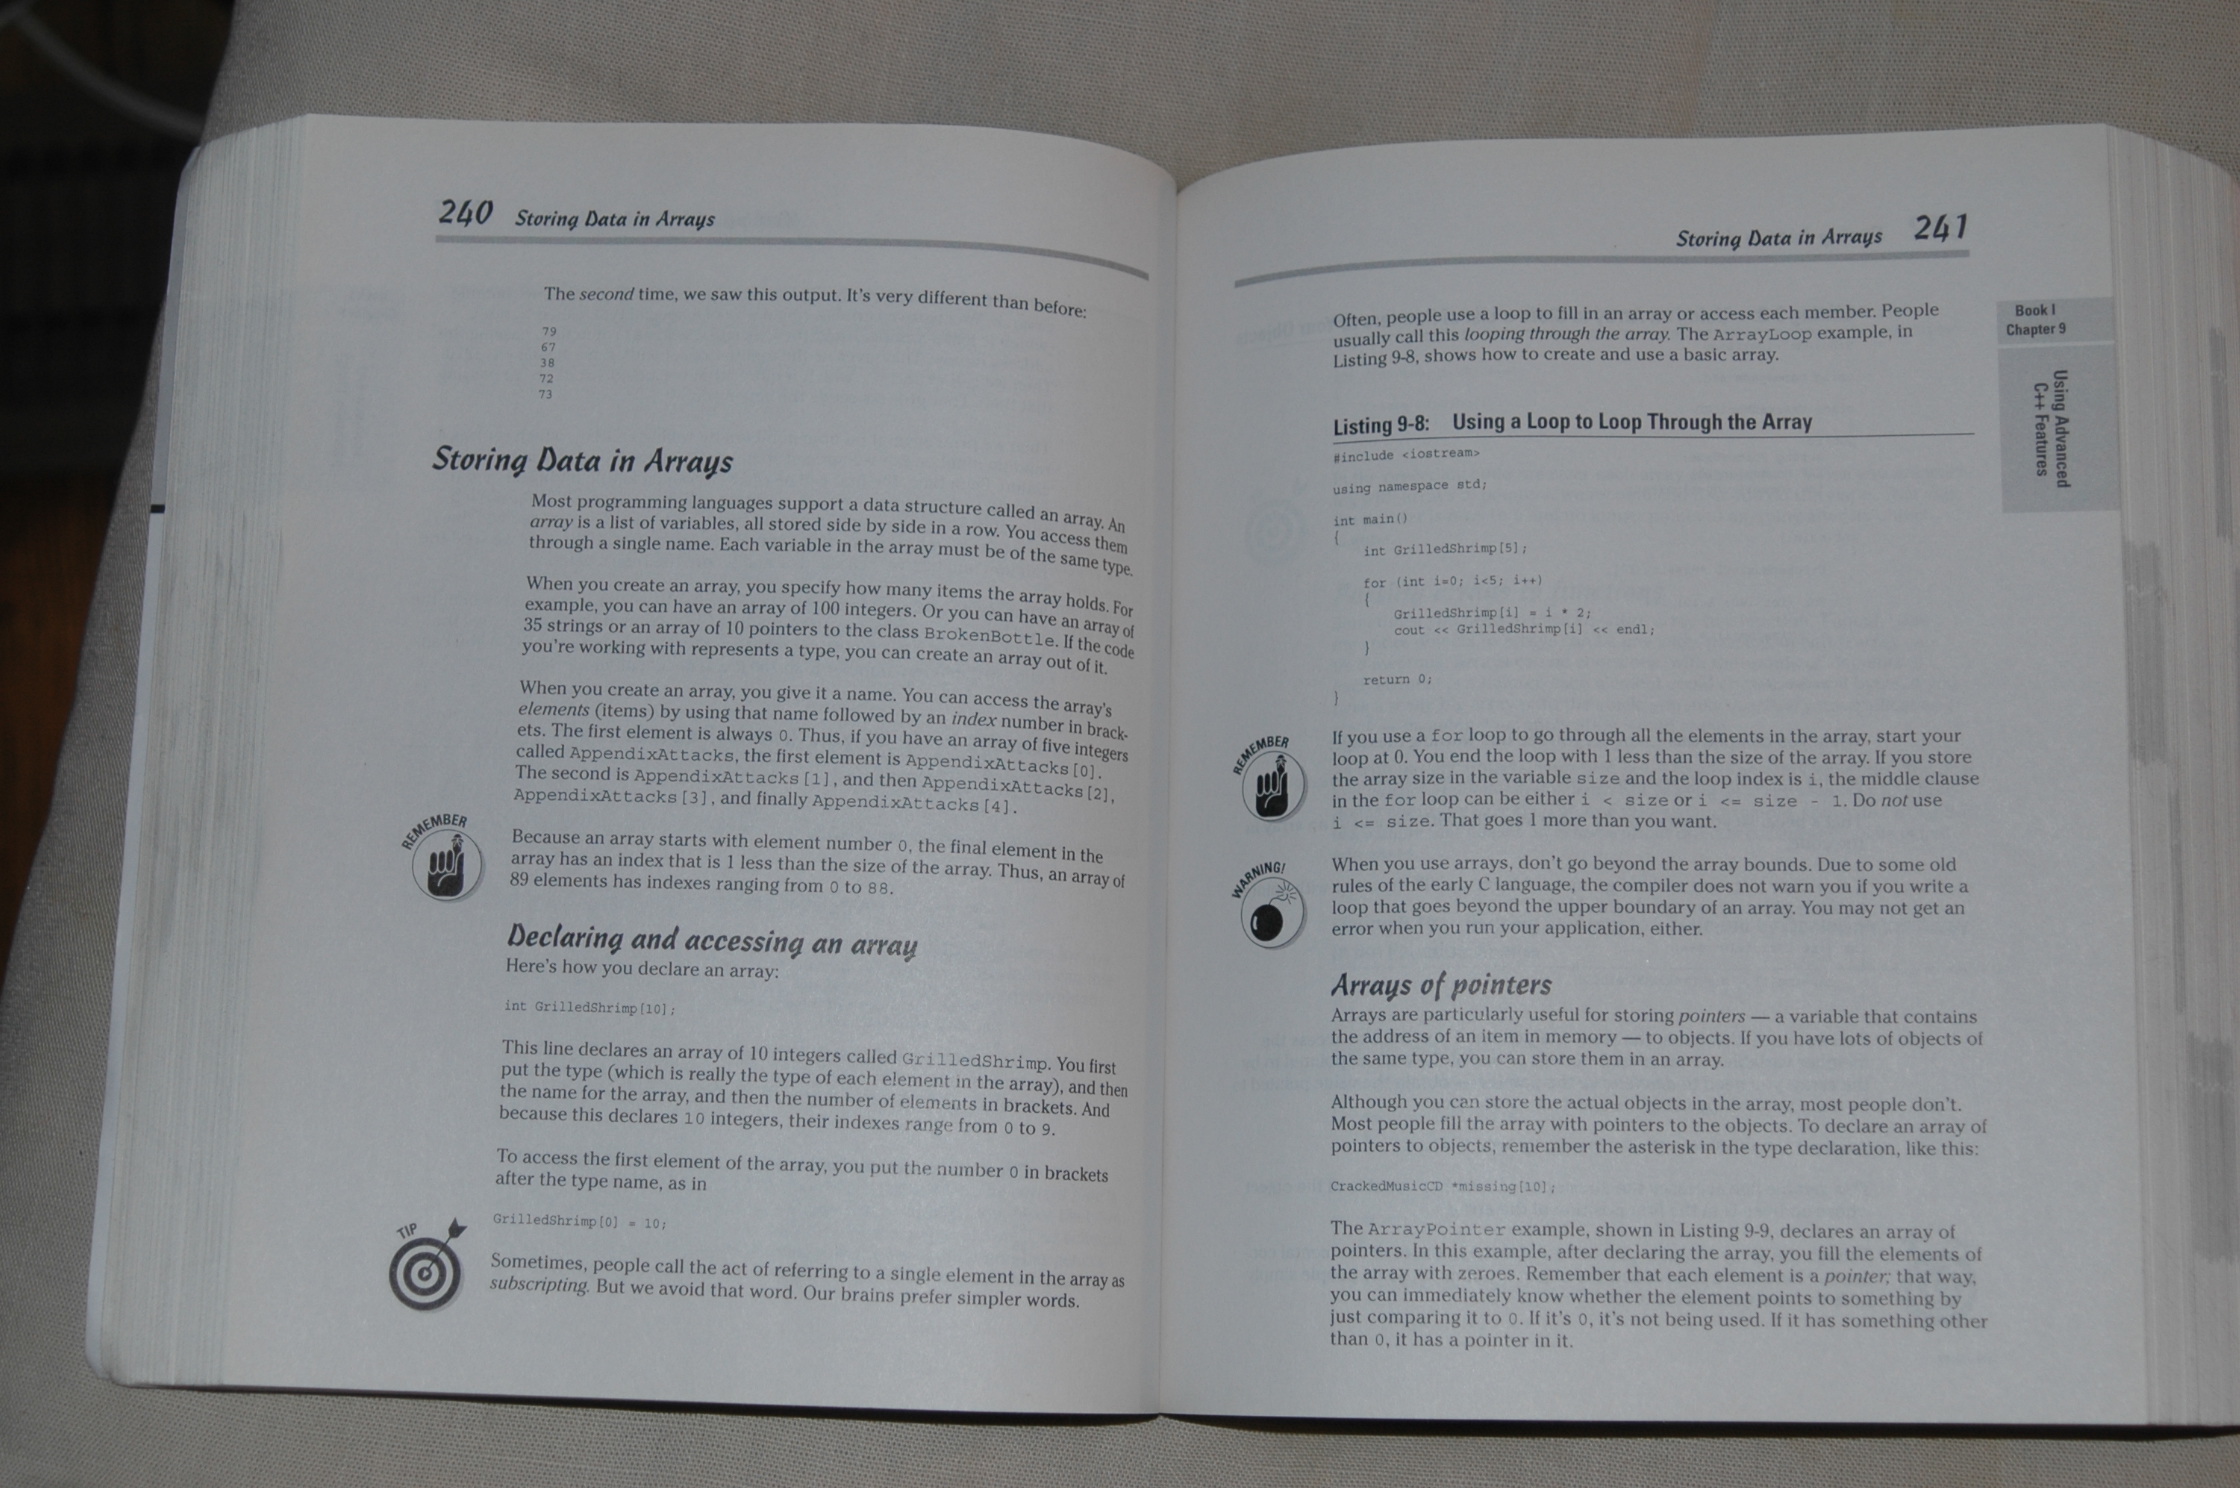 240 Storing Data in Arrays
The second time, we saw this output. It's very different than before:
79
67
38
72
73
Storing Data in Arrays
Most programming languages support a data structure called an array. An
array is a list of variables, all stored side by side in a row. You access them
through a single name. Each variable in the array must be of the same type.
When you create an array, you specify how many items the array holds. For
example, you can have an array of 100 integers. Or you can have an array of
35 strings or an array of 10 pointers to the class BrokenBottle. If the code
you're working with represents a type, you can create an array out of it.
When you create an array, you give it a name. You can access the array's
elements (items) by using that name followed by an index number in brack-
ets. The first element is always 0. Thus, if you have an array of five integers
called AppendixAttacks, the first element is AppendixAttacks[0].
The second is AppendixAttacks[1], and then AppendixAttacks[2],
AppendixAttacks[3], and finally AppendixAttacks[4].
REMEMBER
Because an array starts with element number 0, the final element in the
array has an index that is 1 less than the size of the array. Thus, an array of
89 elements has indexes ranging from 0 to 88.
Declaring and accessing an array
Here's how you declare an array:
int GrilledShrimp[10];
This line declares an array of 10 integers called GrilledShrimp. You first
put the type (which is really the type of each element in the array), and then
the name for the array, and then the number of elements in brackets. And
because this declares 10 integers, their indexes range from 0 to 9.
To access the first element of the array, you put the number 0 in brackets
after the type name, as in
GrilledShrimp[0] = 10;
TIP
Sometimes, people call the act of referring to a single element in the array as
subscripting. But we avoid that word. Our brains prefer simpler words.
Storing Data in Arrays 241
Often, people use a loop to fill in an array or access each member. People
usually call this looping through the array. The ArrayLoop example, in
Listing 9-8, shows how to create and use a basic array.
Listing 9-8: Using a Loop to Loop Through the Array
#include <iostream>
using namespace std;
int main()
{
int GrilledShrimp[5];
for (int i=0; i<5; i++)
{
GrilledShrimp[i] = i * 2;
cout << GrilledShrimp[i] << endl;
}
return 0;
}
REMEMBER
If you use a for loop to go through all the elements in the array, start your
loop at 0. You end the loop with 1 less than the size of the array. If you store
the array size in the variable size and the loop index is i, the middle clause
in the for loop can be either i < size or i <= size - 1. Do not use
i <= size. That goes 1 more than you want.
WARNING!
When you use arrays, don't go beyond the array bounds. Due to some old
rules of the early C language, the compiler does not warn you if you write a
loop that goes beyond the upper boundary of an array. You may not get an
error when you run your application, either.
Arrays of pointers
Arrays are particularly useful for storing pointers — a variable that contains
the address of an item in memory — to objects. If you have lots of objects of
the same type, you can store them in an array.
Although you can store the actual objects in the array, most people don't.
Most people fill the array with pointers to the objects. To declare an array of
pointers to objects, remember the asterisk in the type declaration, like this:
CrackedMusicCD *missing[10];
The ArrayPointer example, shown in Listing 9-9, declares an array of
pointers. In this example, after declaring the array, you fill the elements of
the array with zeroes. Remember that each element is a pointer; that way,
you can immediately know whether the element points to something by
just comparing it to 0. If it's 0, it's not being used. If it has something other
than 0, it has a pointer in it.
Book I
Chapter 9
Using Advanced
C++ Features